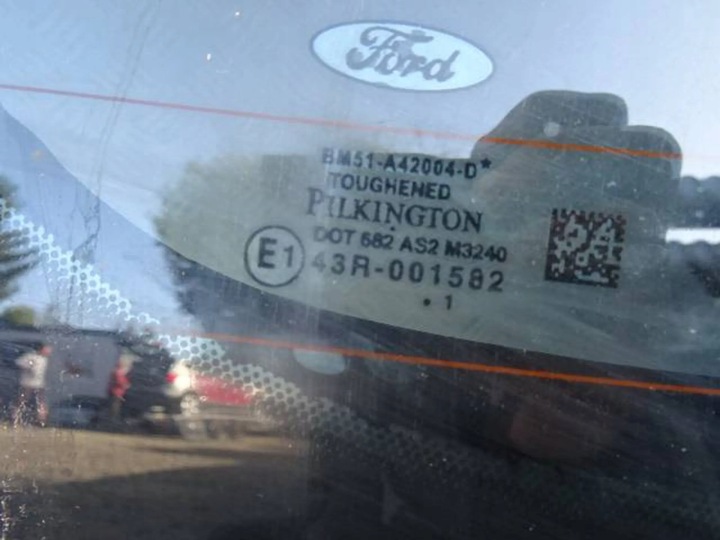 Ford
BM51-A42004-D*
TOUGHENED
PILKINGTON
DOT 682 AS2 M3240
E1 43R-001582
• 1